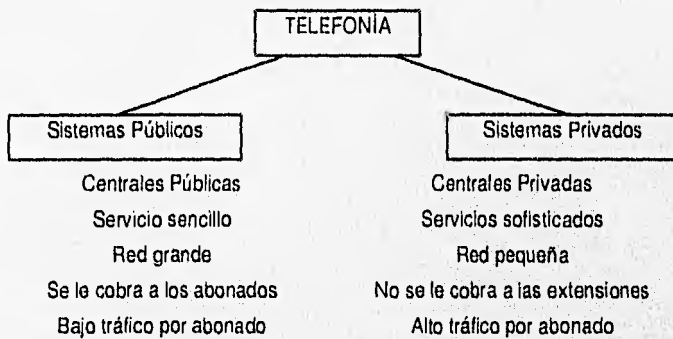 TELEFONÍA
Sistemas Públicos
Centrales Públicas
Servicio sencillo
Red grande
Se le cobra a los abonados
Bajo tráfico por abonado
Sistemas Privados
Centrales Privadas
Servicios sofisticados
Red pequeña
No se le cobra a las extensiones
Alto tráfico por abonado